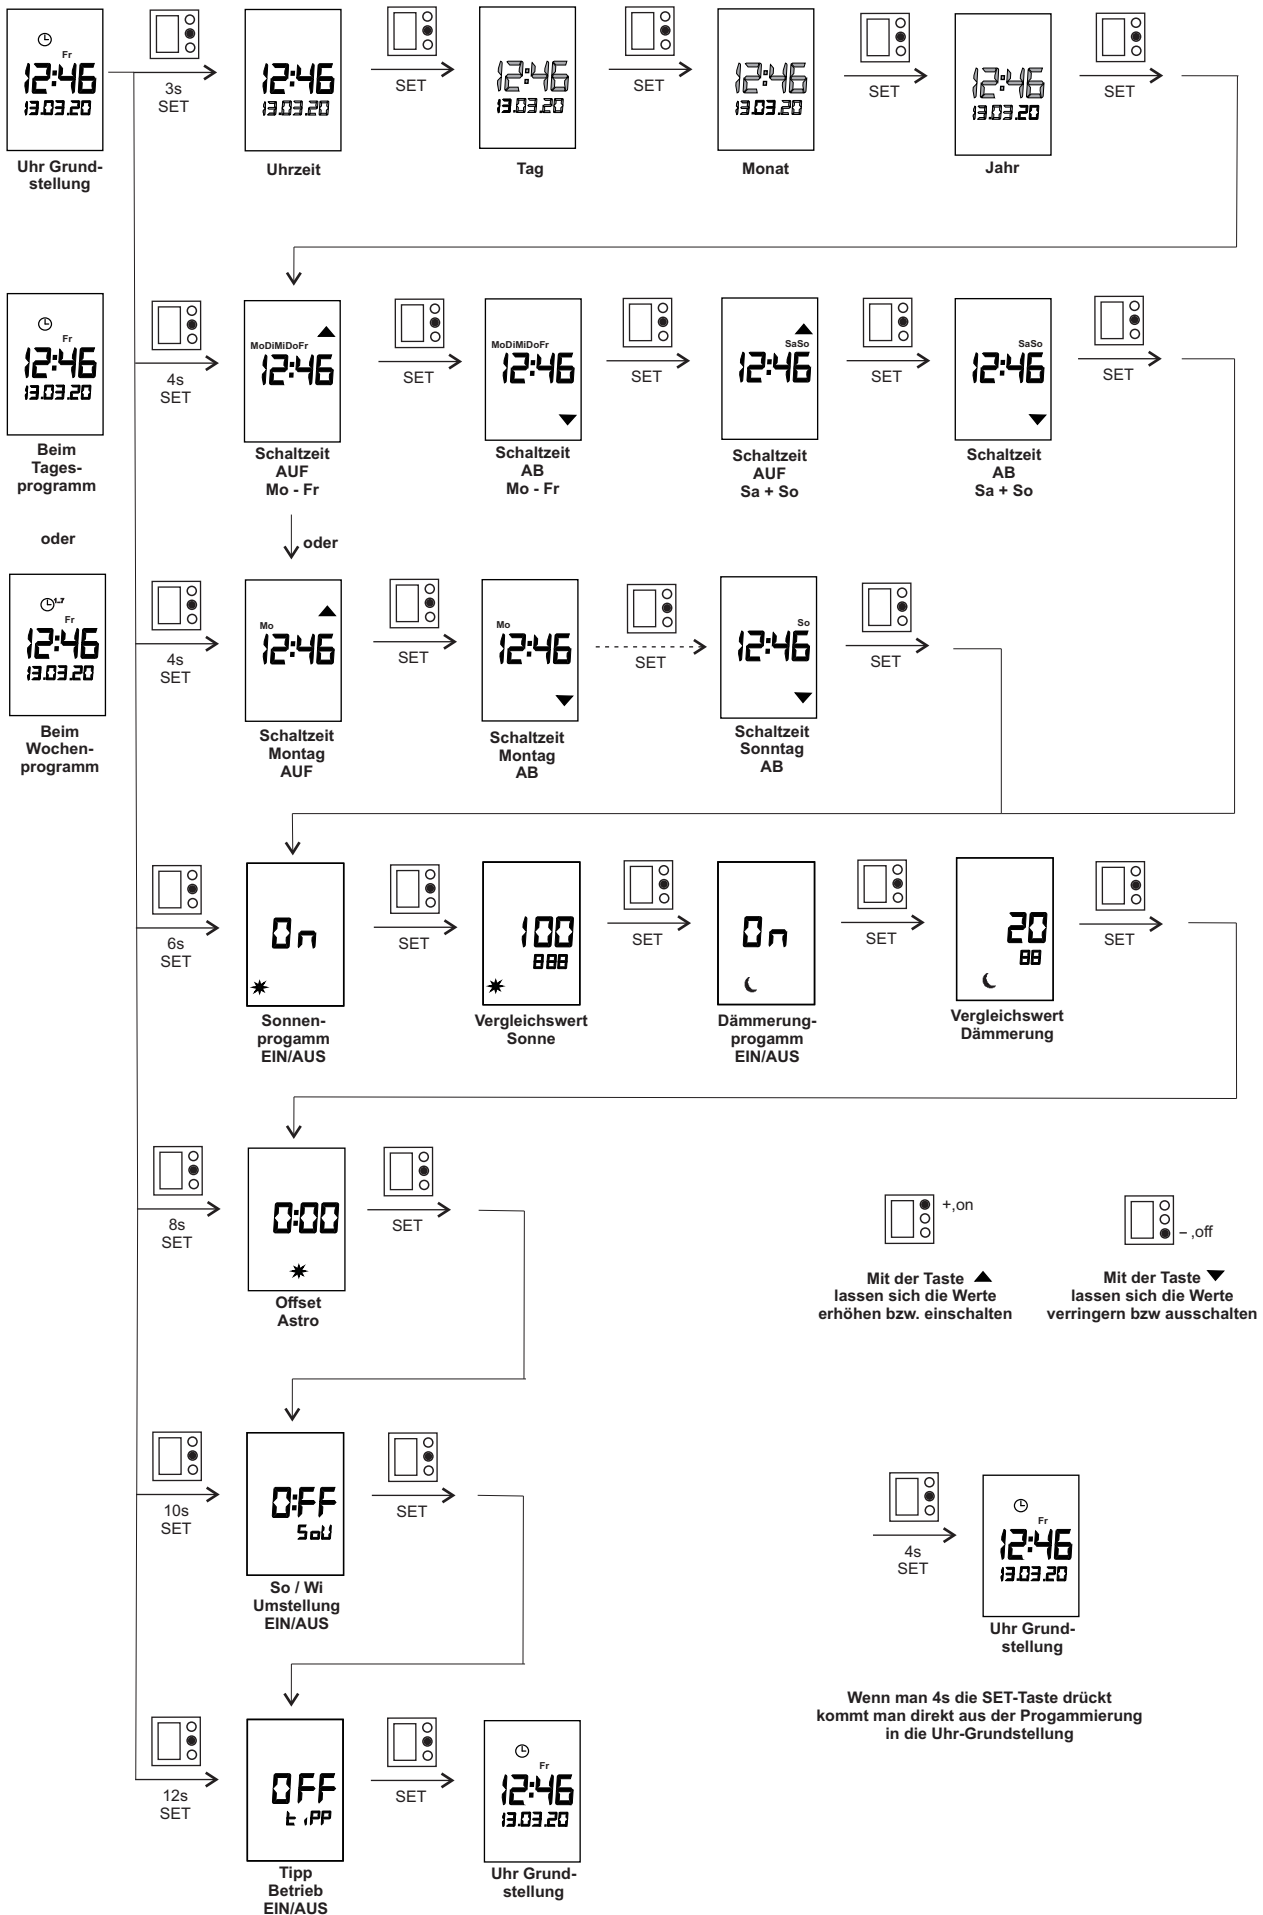 Fr
12:46
13.03.20
Uhr Grund-
stellung
3s
SET
12:46
13.03.20
Uhrzeit
SET
12:46
13.03.20
Tag
SET
12:46
13.03.20
Monat
SET
12:46
13.03.20
Jahr
SET
Fr
12:46
13.03.20
Beim
Tages-
programm
oder
4s
SET
MoDiMiDoFr
12:46
Schaltzeit
AUF
Mo - Fr
SET
MoDiMiDoFr
12:46
Schaltzeit
AB
Mo - Fr
SET
SaSo
12:46
Schaltzeit
AUF
Sa + So
SET
SaSo
12:46
Schaltzeit
AB
Sa + So
SET
oder
1..7
Fr
12:46
13.03.20
Beim
Wochen-
programm
4s
SET
Mo
12:46
Schaltzeit
Montag
AUF
SET
Mo
12:46
Schaltzeit
Montag
AB
SET
So
12:46
Schaltzeit
Sonntag
AB
SET
6s
SET
On
Sonnen-
progamm
EIN/AUS
SET
100
888
Vergleichswert
Sonne
SET
On
Dämmerung-
progamm
EIN/AUS
SET
20
88
Vergleichswert
Dämmerung
SET
8s
SET
0:00
Offset
Astro
SET
+,on
Mit der Taste ▲
lassen sich die Werte
erhöhen bzw. einschalten
– ,off
Mit der Taste ▼
lassen sich die Werte
verringern bzw ausschalten
10s
SET
0:FF
SoW
So / Wi
Umstellung
EIN/AUS
SET
4s
SET
Fr
12:46
13.03.20
Uhr Grund-
stellung
Wenn man 4s die SET-Taste drückt
kommt man direkt aus der Progammierung
in die Uhr-Grundstellung
12s
SET
OFF
tiPP
Tipp
Betrieb
EIN/AUS
SET
Fr
12:46
13.03.20
Uhr Grund-
stellung